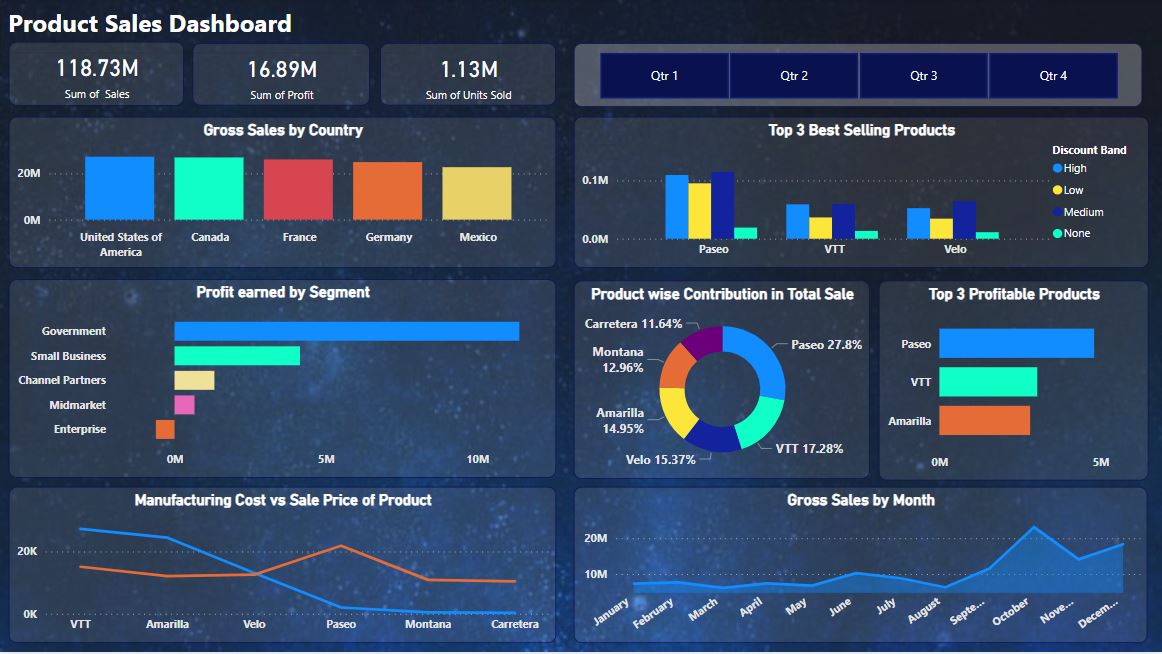 Product Sales Dashboard
118.73M
Sum of Sales
16.89M
Sum of Profit
1.13M
Sum of Units Sold
Qtr 1
Qtr 2
Qtr 3
Qtr 4
Gross Sales by Country
20M
0M
United States of
America
Canada
France
Germany
Mexico
Top 3 Best Selling Products
0.1M
0.0M
Paseo
VTT
Velo
Discount Band
High
Low
Medium
None
Profit earned by Segment
Government
Small Business
Channel Partners
Midmarket
Enterprise
0M
5M
10M
Product wise Contribution in Total Sale
Carretera 11.64%
Paseo 27.8%
Montana
12.96%
Amarilla
14.95%
Velo 15.37%
VTT 17.28%
Top 3 Profitable Products
Paseo
VTT
Amarilla
0M
5M
Manufacturing Cost vs Sale Price of Product
20K
0K
VTT
Amarilla
Velo
Paseo
Montana
Carretera
Gross Sales by Month
20M
10M
January
February
March
April
May
June
July
August
Septe...
October
Nove...
Decem...